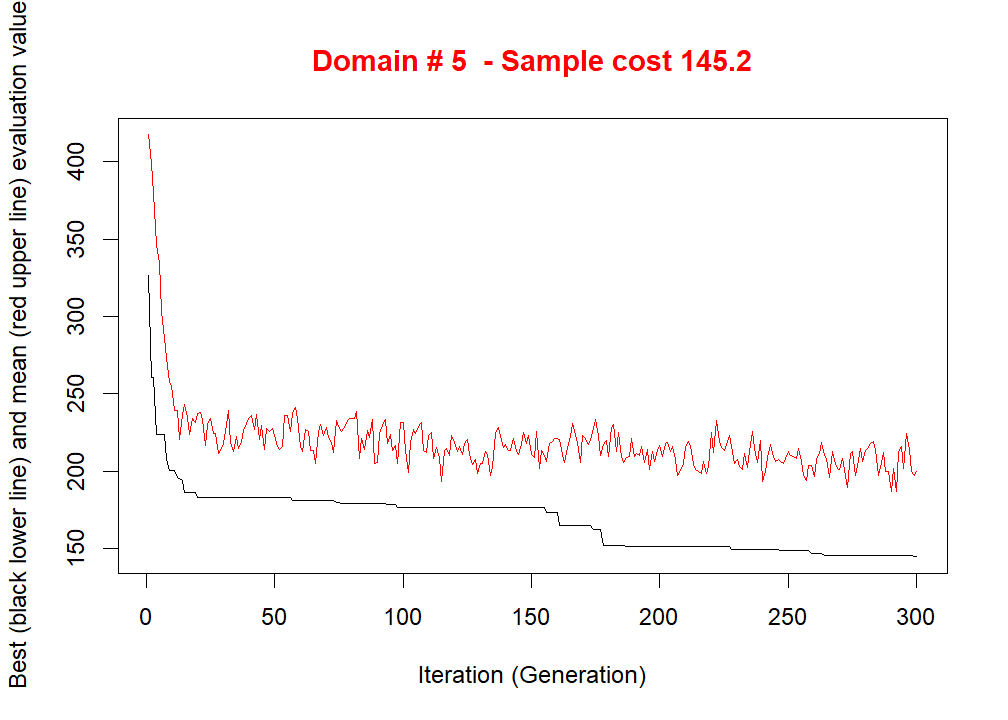 Domain # 5  - Sample cost 145.2
Best (black lower line) and mean (red upper line) evaluation value
400
350
300
250
200
150
0 50 100 150 200 250 300
Iteration (Generation)